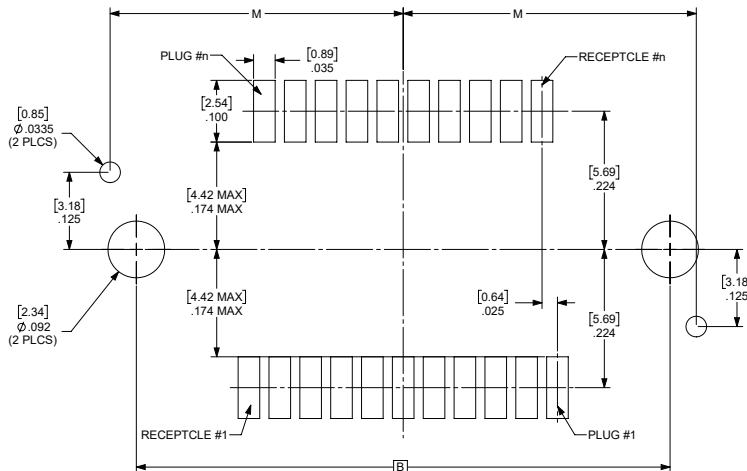 M
M
PLUG #n
[0.89]
.035
RECEPTCLE #n
[0.85]
Ø.0335
(2 PLCS)
[2.54]
.100
[3.18]
.125
[4.42 MAX]
.174 MAX
[5.69]
.224
[2.34]
Ø.092
(2 PLCS)
[4.42 MAX]
.174 MAX
[0.64]
.025
[5.69]
.224
[3.18]
.125
RECEPTCLE #1
PLUG #1
B